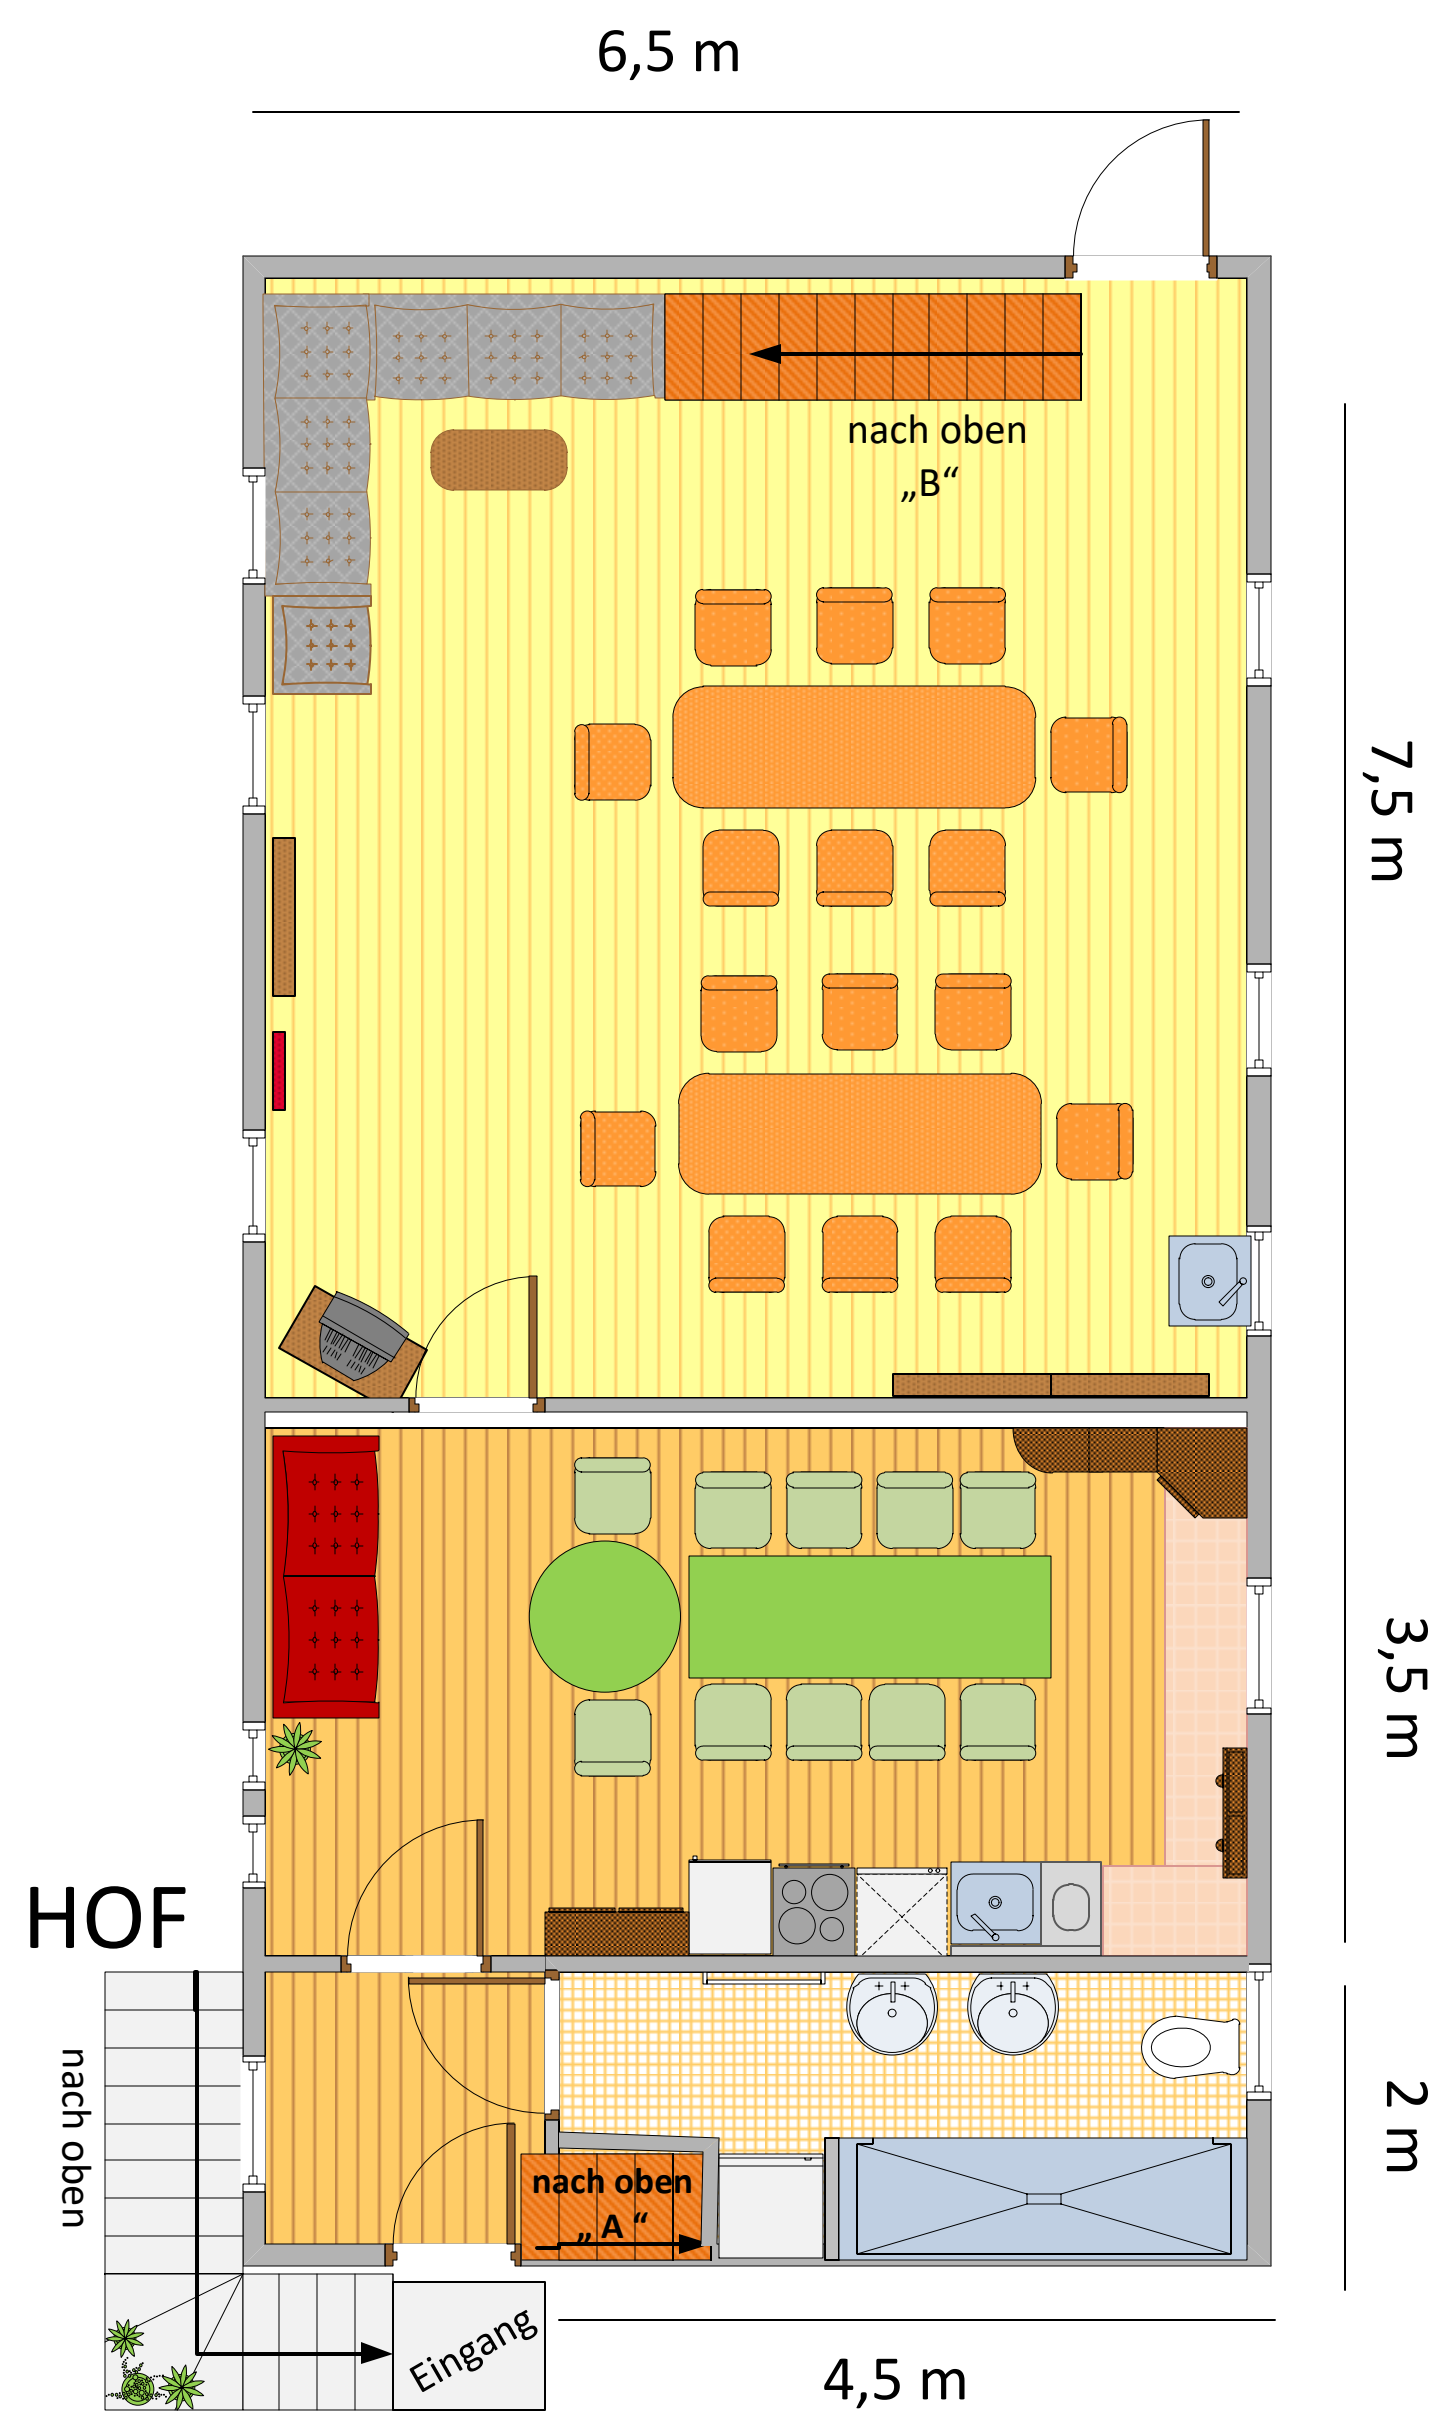 6,5 m
nach oben
„B“
7,5 m
3,5 m
HOF
nach oben
2 m
nach oben
„ A “
Eingang
4,5 m